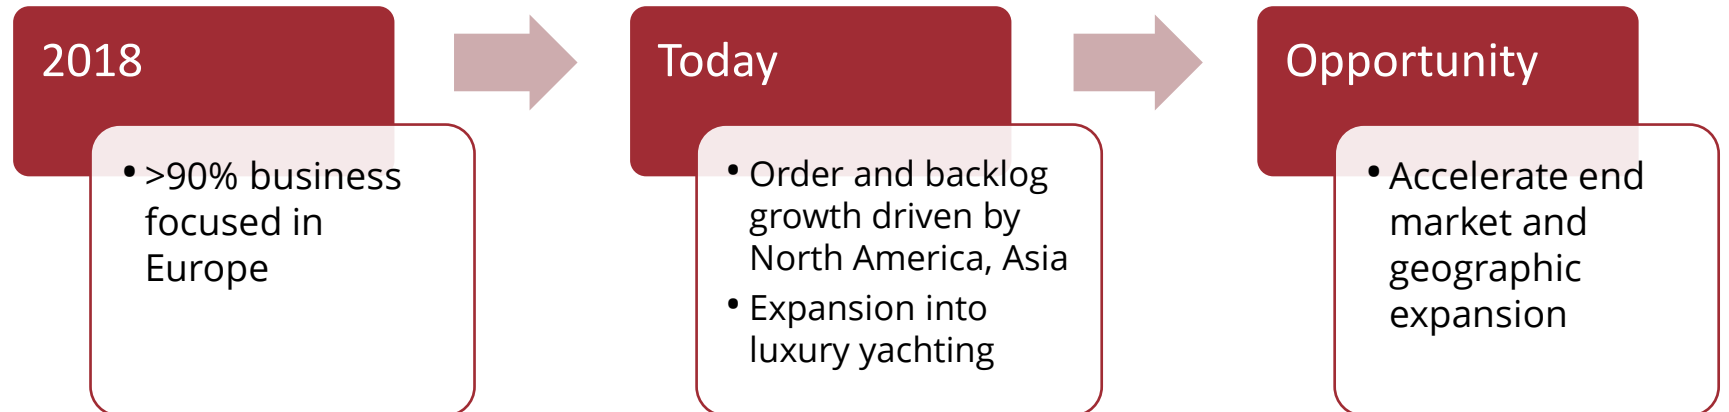 2018
• >90% business
focused in
Europe
Today
• Order and backlog
growth driven by
North America, Asia
• Expansion into
luxury yachting
Opportunity
• Accelerate end
market and
geographic
expansion